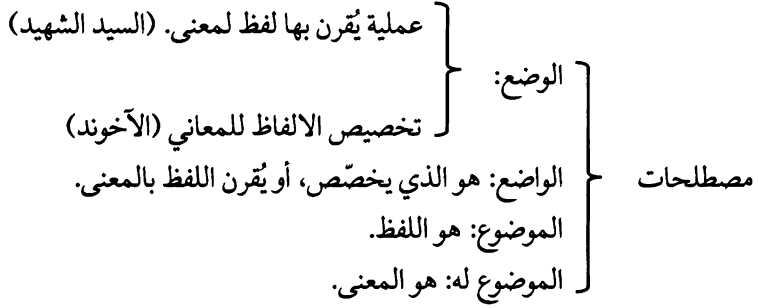 عملية يُقرن بها لفظ لمعنى. (السيد الشهيد)
الوضع:
تخصيص الالفاظ للمعاني (الآخوند)
مصطلحات
الواضع: هو الذي يخصّص، أو يُقرن اللفظ بالمعنى.
الموضوع: هو اللفظ.
الموضوع له: هو المعنى.